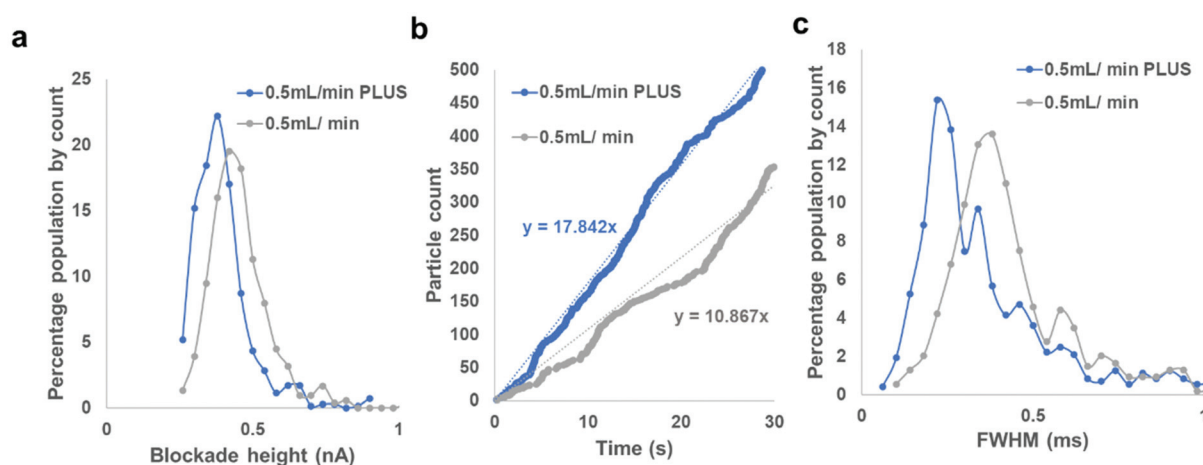 a
25
20
15
10
5
0
0
0.5
1
Percentage population by count
Blockade height (nA)
0.5mL/min PLUS
0.5mL/ min
b
500
450
400
350
300
250
200
150
100
50
0
0
10
20
30
Particle count
Time (s)
0.5mL/min PLUS
0.5mL/ min
y = 17.842x
y = 10.867x
c
18
16
14
12
10
8
6
4
2
0
0
0.5
1
Percentage population by count
FWHM (ms)
0.5mL/ min PLUS
0.5mL/ min